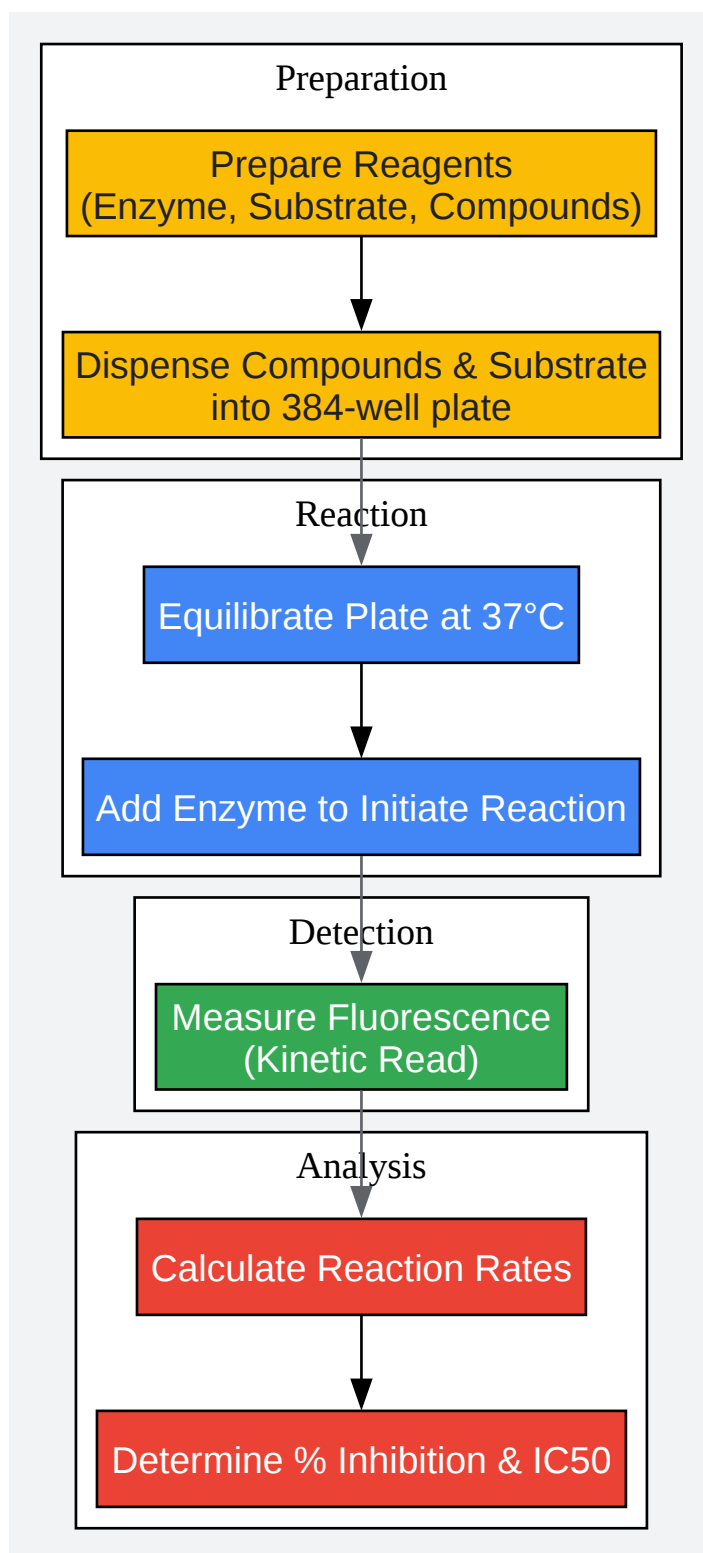 Preparation
Prepare Reagents
(Enzyme, Substrate, Compounds)
Dispense Compounds & Substrate
into 384-well plate
Reaction
Equilibrate Plate at 37°C
Add Enzyme to Initiate Reaction
Detection
Measure Fluorescence
(Kinetic Read)
Analysis
Calculate Reaction Rates
Determine % Inhibition & IC50